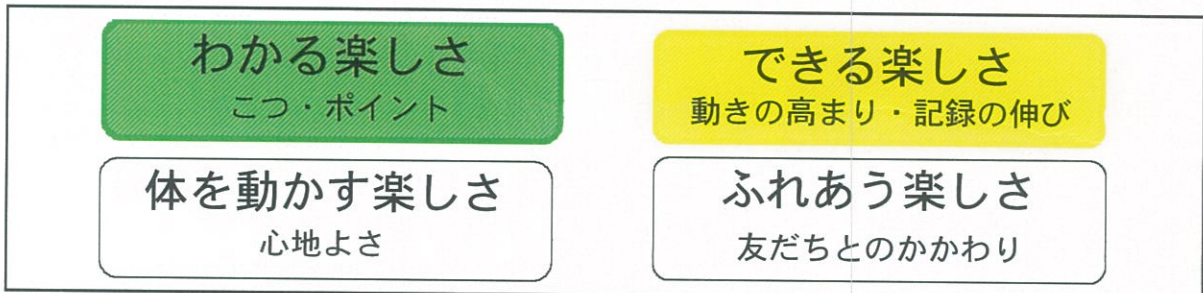 わかる楽しさ
こつ・ポイント
できる楽しさ
動きの高まり・記録の伸び
体を動かす楽しさ
心地よさ
ふれあう楽しさ
友だちとのかかわり